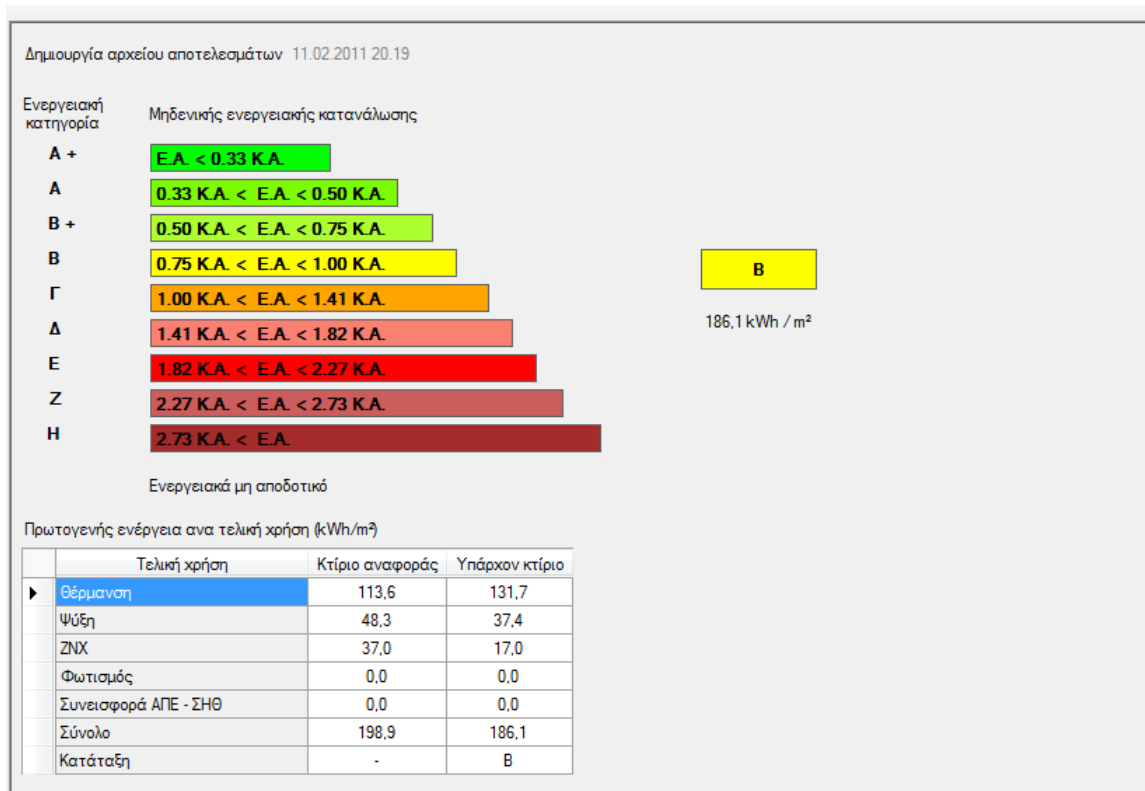 Δημιουργία αρχείου αποτελεσμάτων 11.02.2011 20.19
Ενεργειακή κατηγορία
Μηδενικής ενεργειακής κατανάλωσης
Α + Ε.Α. < 0.33 Κ.Α.
Α 0.33 Κ.Α. < Ε.Α. < 0.50 Κ.Α.
Β + 0.50 Κ.Α. < Ε.Α. < 0.75 Κ.Α.
Β 0.75 Κ.Α. < Ε.Α. < 1.00 Κ.Α. Β
Γ 1.00 Κ.Α. < Ε.Α. < 1.41 Κ.Α.
186,1 kWh / m²
Δ 1.41 Κ.Α. < Ε.Α. < 1.82 Κ.Α.
Ε 1.82 Κ.Α. < Ε.Α. < 2.27 Κ.Α.
Ζ 2.27 Κ.Α. < Ε.Α. < 2.73 Κ.Α.
Η 2.73 Κ.Α. < Ε.Α.
Ενεργειακά μη αποδοτικό
Πρωτογενής ενέργεια ανα τελική χρήση (kWh/m²)
Τελική χρήση Κτίριο αναφοράς Υπάρχον κτίριο
Θέρμανση 113,6 131,7
Ψύξη 48,3 37,4
ΖΝΧ 37,0 17,0
Φωτισμός 0,0 0,0
Συνεισφορά ΑΠΕ - ΣΗΘ 0,0 0,0
Σύνολο 198,9 186,1
Κατάταξη - Β